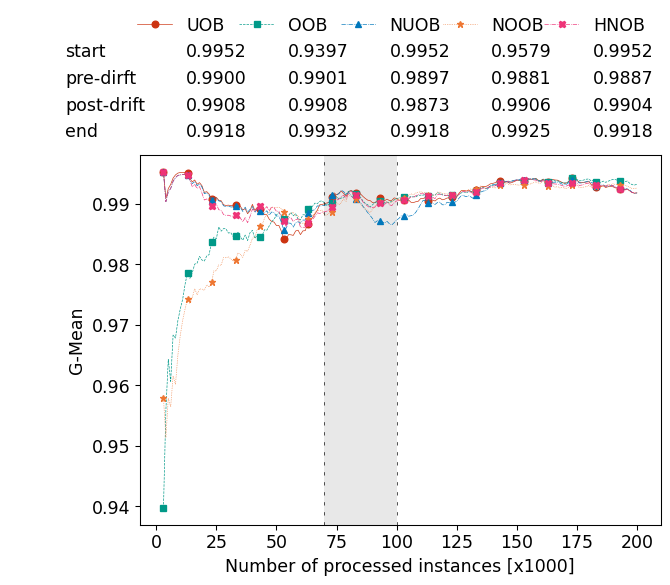 UOB OOB NUOB NOOB HNOB
start 0.9952 0.9397 0.9952 0.9579 0.9952
pre-dirft 0.9900 0.9901 0.9897 0.9881 0.9887
post-drift 0.9908 0.9908 0.9873 0.9906 0.9904
end 0.9918 0.9932 0.9918 0.9925 0.9918
0.99
0.98
0.97
0.96
0.95
0.94
G-Mean
0 25 50 75 100 125 150 175 200
Number of processed instances [x1000]